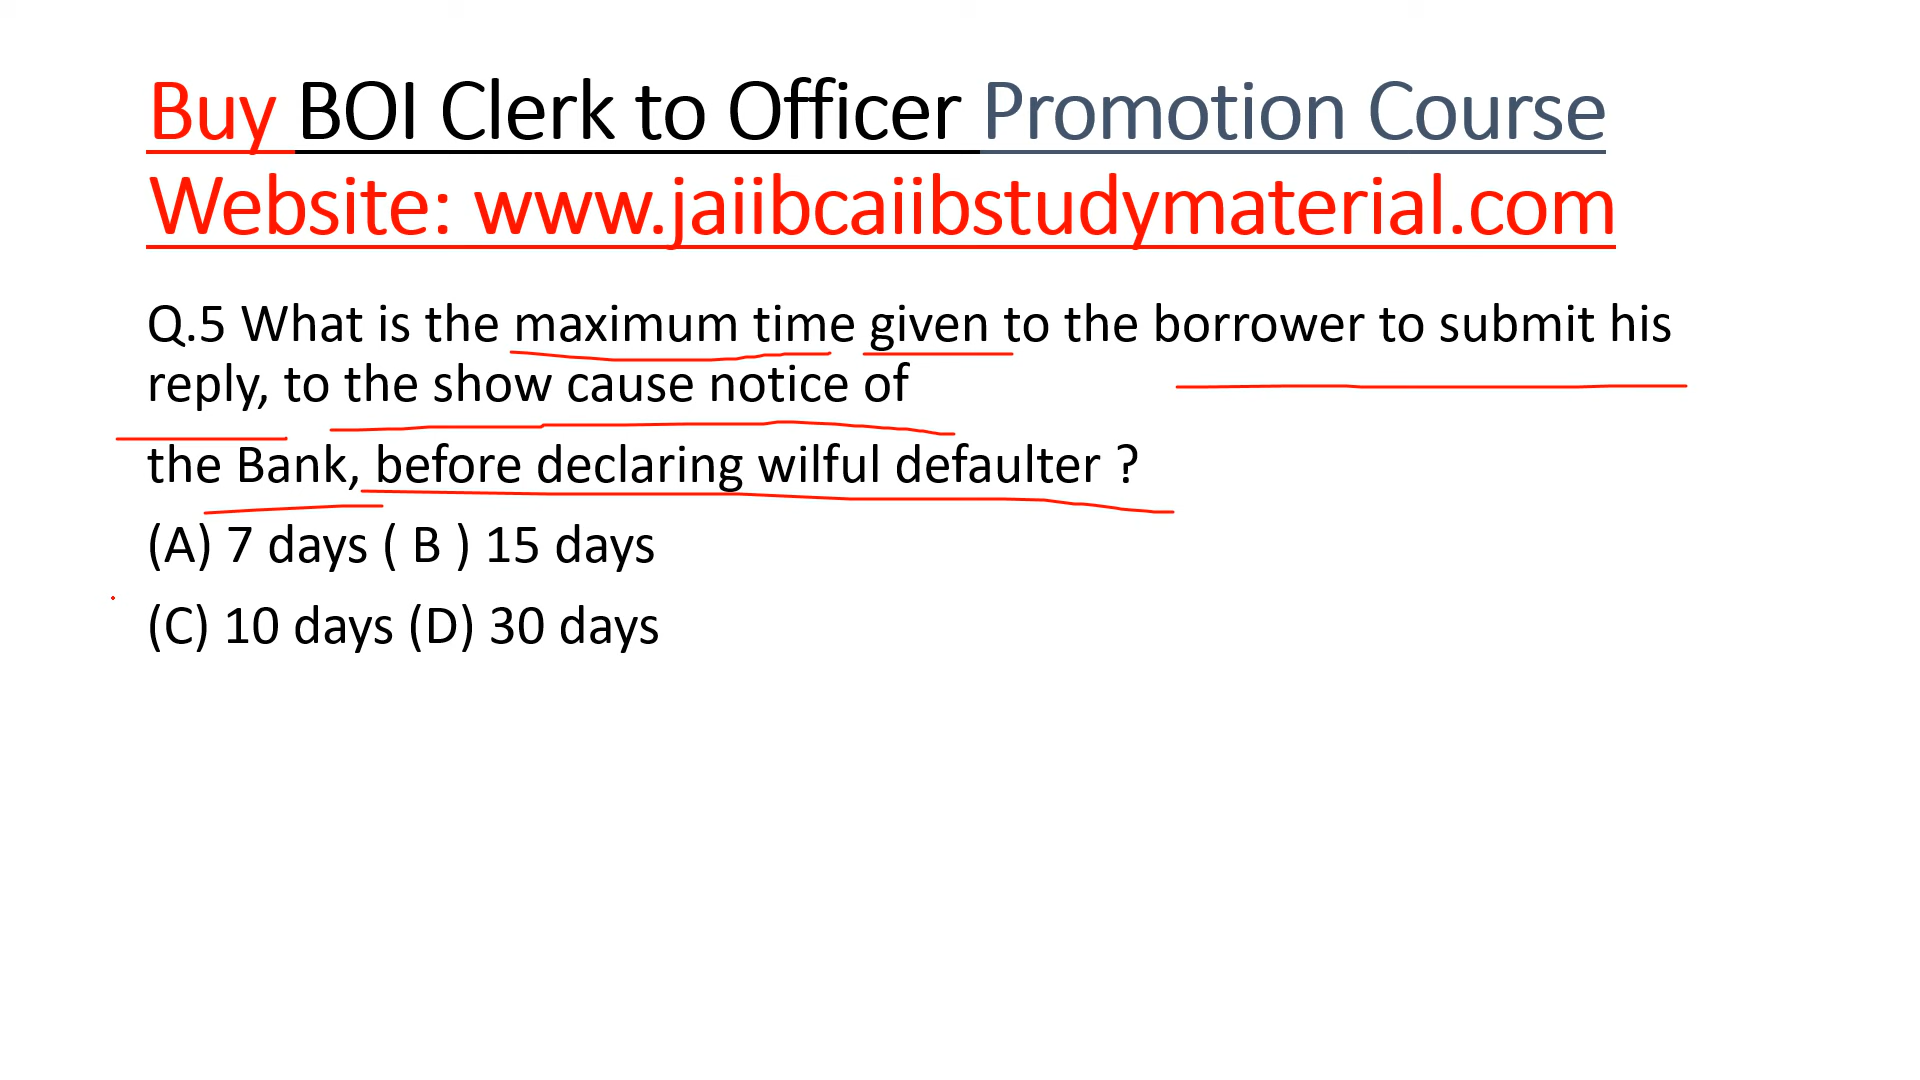 Buy BOI Clerk to Officer Promotion Course
Website: www.jaiibcaiibstudymaterial.com
Q.5 What is the maximum time given to the borrower to submit his
reply, to the show cause notice of
the Bank, before declaring wilful defaulter ?
(A) 7 days ( B ) 15 days
(C) 10 days (D) 30 days